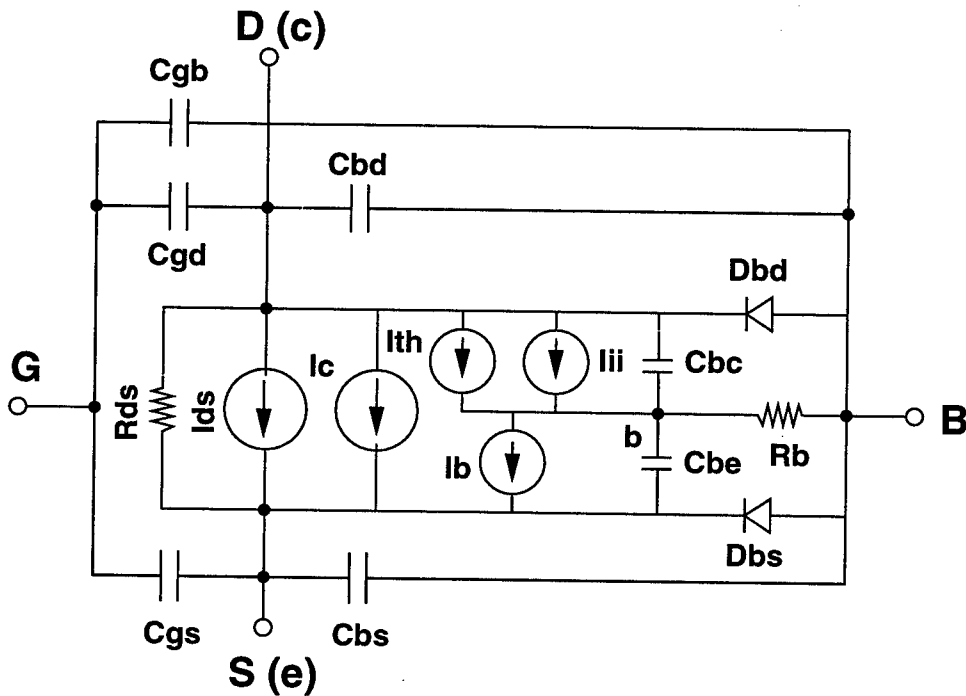 D (c)
Cgb
Cbd
Cgd
Dbd
G
Rds
Ids
Ic
Ith
Iii
Cbc
B
b
Ib
Cbe
Rb
Dbs
Cgs
Cbs
S (e)